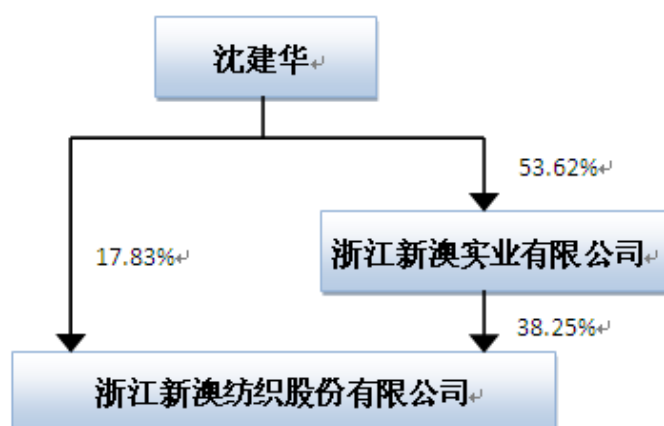 沈建华
53.62%
17.83%
浙江新澳实业有限公司
38.25%
浙江新澳纺织股份有限公司